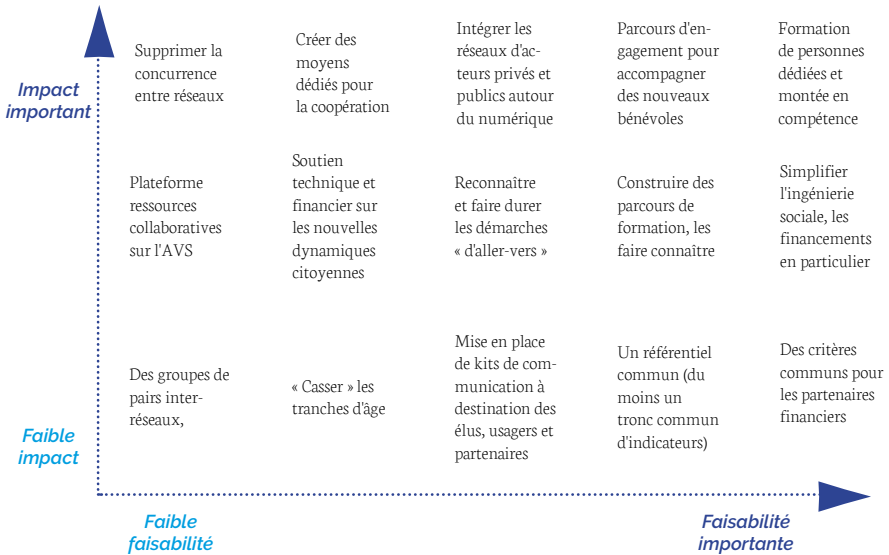 Impact
important
Supprimer la
concurrence
entre réseaux
Créer des
moyens
dédiés pour
la coopération
Intégrer les
réseaux d'ac-
teurs privés et
publics autour
du numérique
Parcours d'en-
gagement pour
accompagner
des nouveaux
bénévoles
Formation
de personnes
dédiées et
montée en
compétence
Plateforme
ressources
collaboratives
sur l'AVS
Soutien
technique et
financier sur
les nouvelles
dynamiques
citoyennes
Reconnaître
et faire durer
les démarches
« d'aller-vers »
Construire des
parcours de
formation, les
faire connaître
Simplifier
l'ingénierie
sociale, les
financements
en particulier
Des groupes de
pairs inter-
réseaux,
« Casser » les
tranches d'âge
Mise en place
de kits de com-
munication à
destination des
élus, usagers et
partenaires
Un référentiel
commun (du
moins un
tronc commun
d'indicateurs)
Des critères
communs pour
les partenaires
financiers
Faible
impact
Faible
faisabilité
Faisabilité
importante